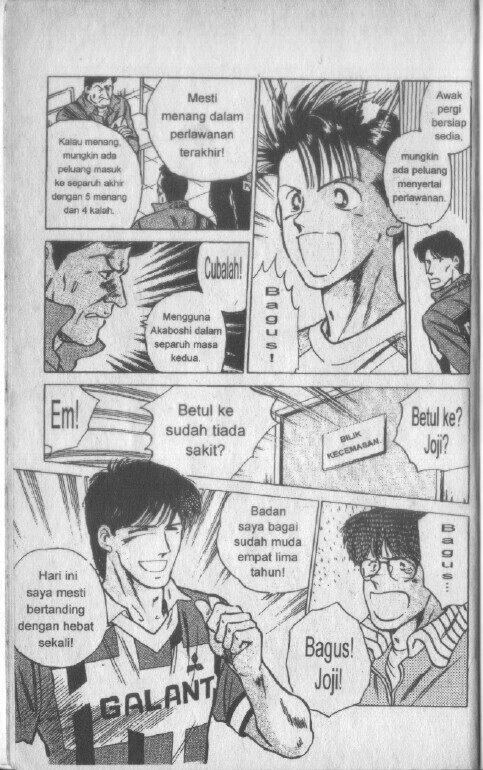 Awak
pergi
bersiap
sedia,
mungkin
ada peluang
menyertai
perlawanan.
Bagus!
Mesti
menang dalam
perlawanan
terakhir!
Kalau menang,
mungkin ada
peluang masuk
ke separuh akhir
dengan 5 menang
dan 4 kalah.
Cubalah!
Mengguna
Akaboshi dalam
separuh masa
kedua.
Betul ke?
Joji?
BILIK
KECEMASAN.
Betul ke
sudah tiada
sakit?
Em!
Bagus...
Bagus!
Joji!
Badan
saya bagai
sudah muda
empat lima
tahun!
Hari ini
saya mesti
bertanding
dengan hebat
sekali!
GALANT